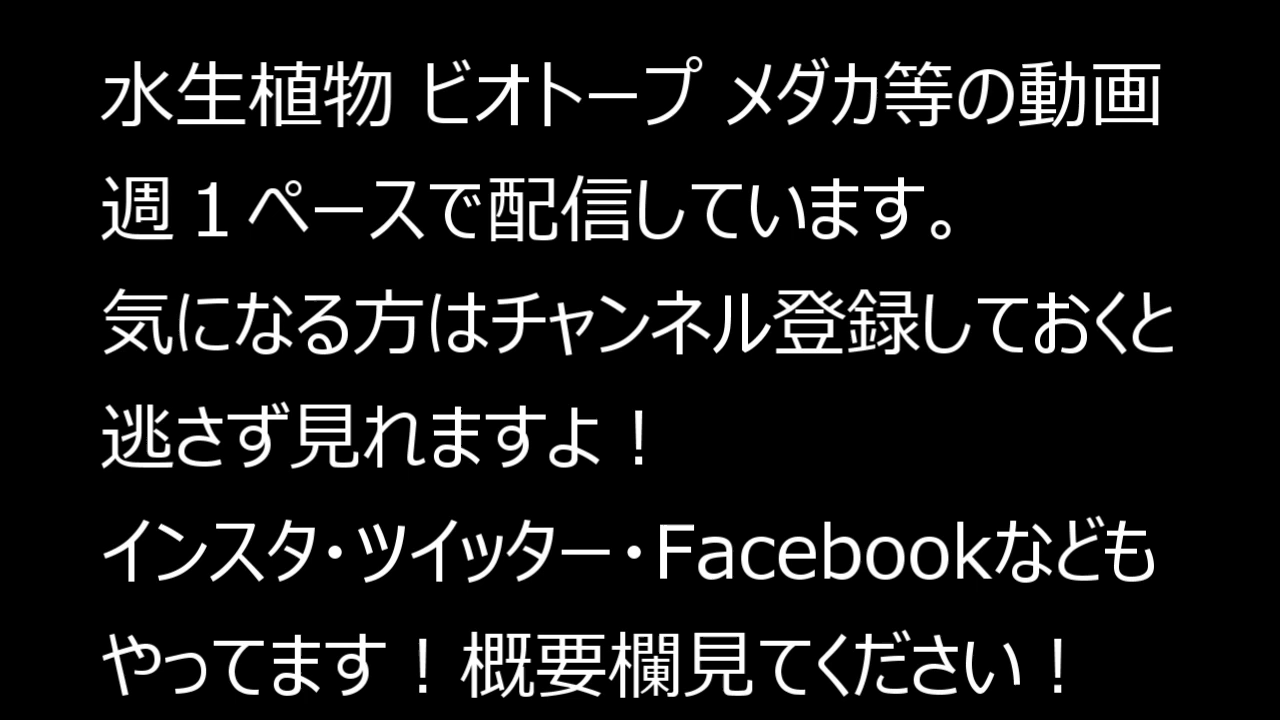 水生植物 ビオトープ メダカ等の動画
週1ペースで配信しています。
気になる方はチャンネル登録しておくと
逃さず見れますよ！
インスタ・ツイッター・Facebookなども
やってます！概要欄見てください！